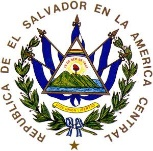 REPUBLICA DE EL SALVADOR EN LA AMERICA CENTRAL